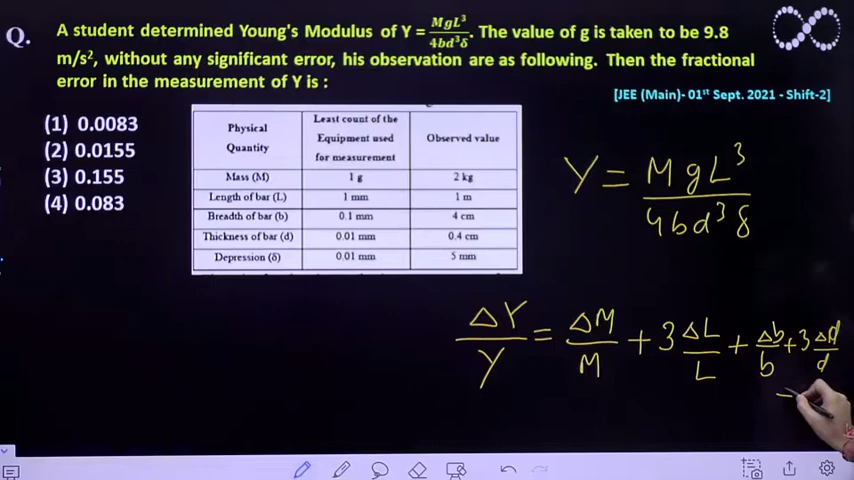 Q. A student determined Young's Modulus of Y = MgL³/4bd³δ. The value of g is taken to be 9.8
m/s², without any significant error, his observation are as following. Then the fractional
error in the measurement of Y is :
[JEE (Main)- 01st Sept. 2021 - Shift-2]
(1) 0.0083
(2) 0.0155
(3) 0.155
(4) 0.083
Physical Quantity | Least count of the Equipment used for measurement | Observed value
Mass (M) | 1 g | 2 kg
Length of bar (L) | 1 mm | 1 m
Breadth of bar (b) | 0.1 mm | 4 cm
Thickness of bar (d) | 0.01 mm | 0.4 cm
Depression (δ) | 0.01 mm | 5 mm
Y = MgL³/4bd³δ
ΔY/Y = ΔM/M + 3 ΔL/L + Δb/b + 3 Δd/d